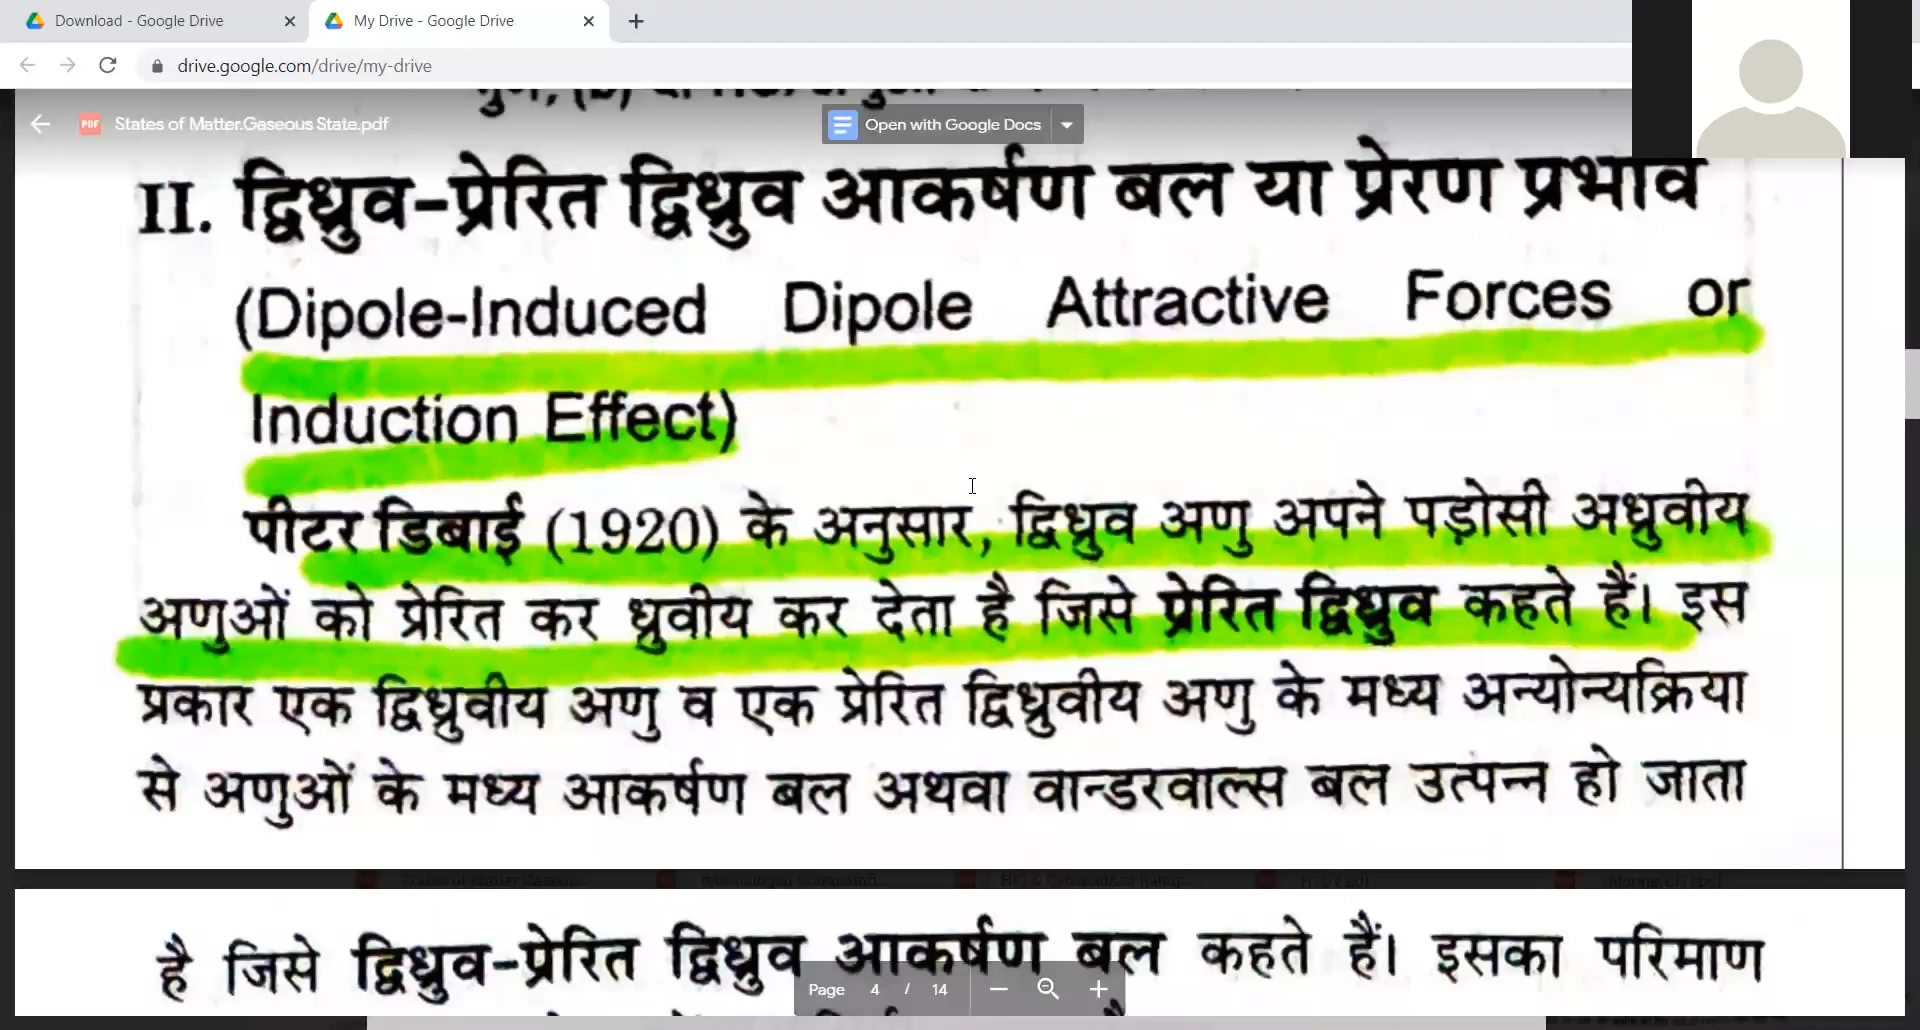 Download - Google Drive
My Drive - Google Drive
drive.google.com/drive/my-drive
PDF States of Matter.Gaseous State.pdf
Open with Google Docs
II. द्विध्रुव-प्रेरित द्विध्रुव आकर्षण बल या प्रेरण प्रभाव
(Dipole-Induced Dipole Attractive Forces or
Induction Effect)
पीटर डिबाई (1920) के अनुसार, द्विध्रुव अणु अपने पड़ोसी अध्रुवीय
अणुओं को प्रेरित कर ध्रुवीय कर देता है जिसे प्रेरित द्विध्रुव कहते हैं। इस
प्रकार एक द्विध्रुवीय अणु व एक प्रेरित द्विध्रुवीय अणु के मध्य अन्योन्यक्रिया
से अणुओं के मध्य आकर्षण बल अथवा वान्डरवाल्स बल उत्पन्न हो जाता
है जिसे द्विध्रुव-प्रेरित द्विध्रुव आकर्षण बल कहते हैं। इसका परिमाण
Page 4 / 14